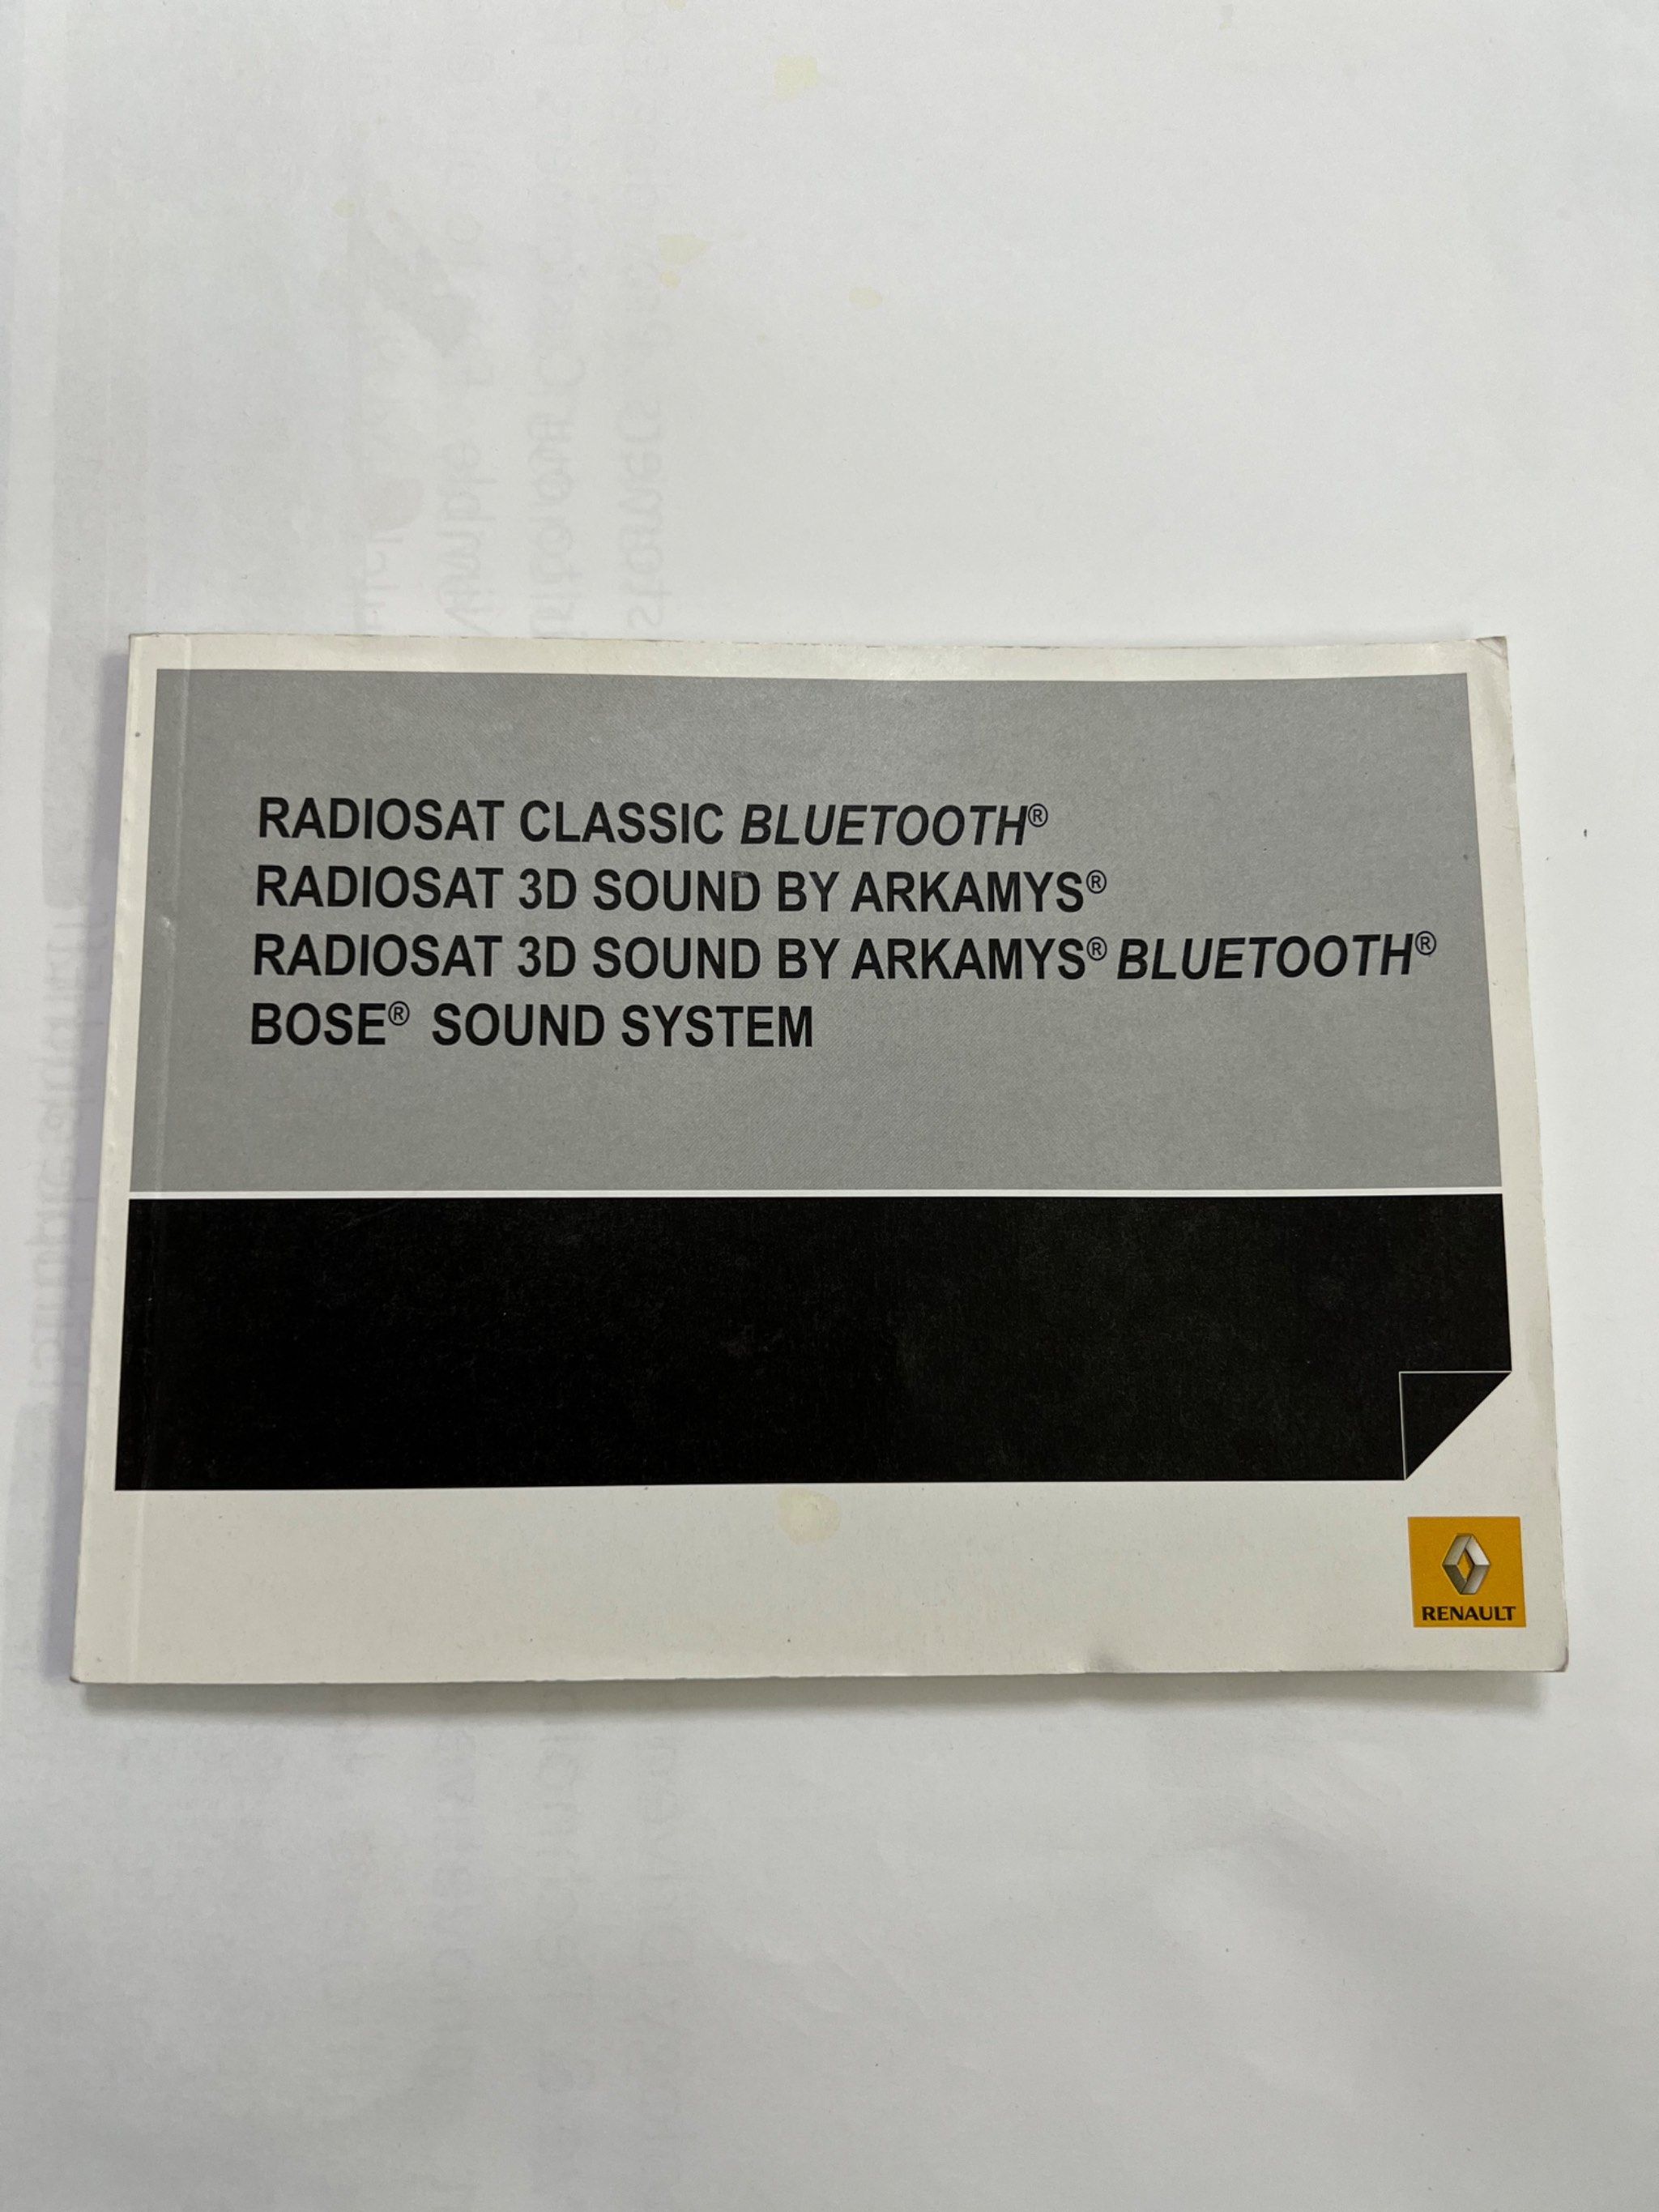 RADIOSAT CLASSIC BLUETOOTH®
RADIOSAT 3D SOUND BY ARKAMYS®
RADIOSAT 3D SOUND BY ARKAMYS® BLUETOOTH®
BOSE® SOUND SYSTEM
RENAULT